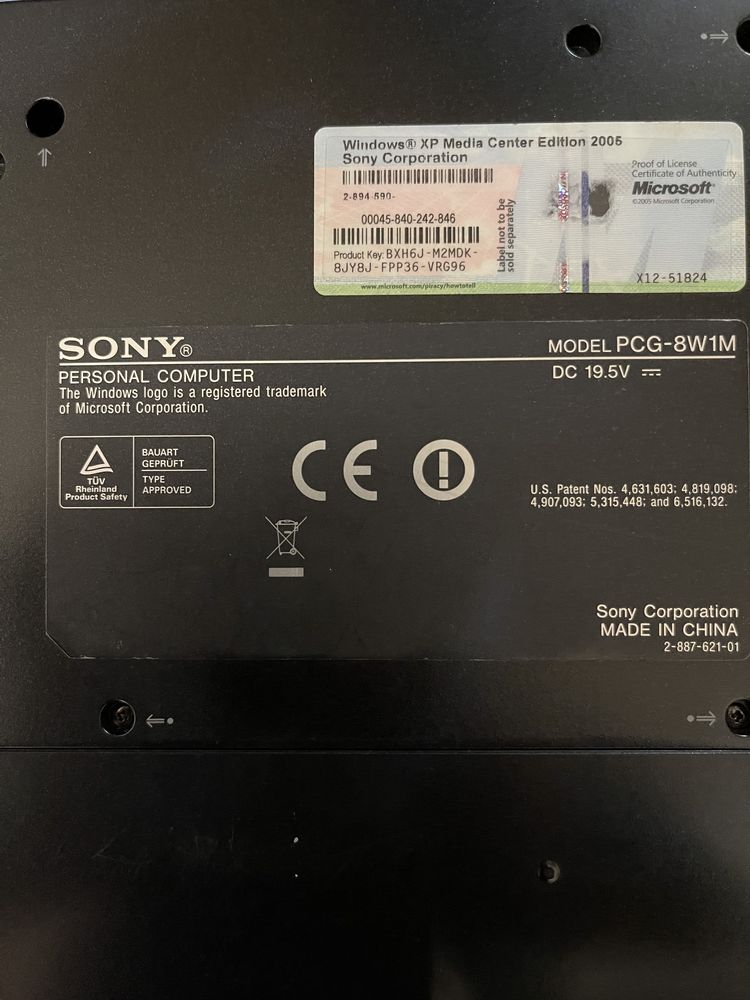 Windows® XP Media Center Edition 2005
Sony Corporation
2-894-590-
00045-840-242-846
Product Key: BXH6J-M2MDK-
8JY8J-FPP36-VRG96
www.microsoft.com/piracy/howtotell
Label not to be
sold separately
Proof of License
Certificate of Authenticity
Microsoft®
©2005 Microsoft Corporation
X12-51824
SONY®
MODEL PCG-8W1M
PERSONAL COMPUTER
DC 19.5V
The Windows logo is a registered trademark
of Microsoft Corporation.
TÜV
Rheinland
Product Safety
BAUART
GEPRÜFT
TYPE
APPROVED
CE
U.S. Patent Nos. 4,631,603; 4,819,098;
4,907,093; 5,315,448; and 6,516,132.
Sony Corporation
MADE IN CHINA
2-887-621-01